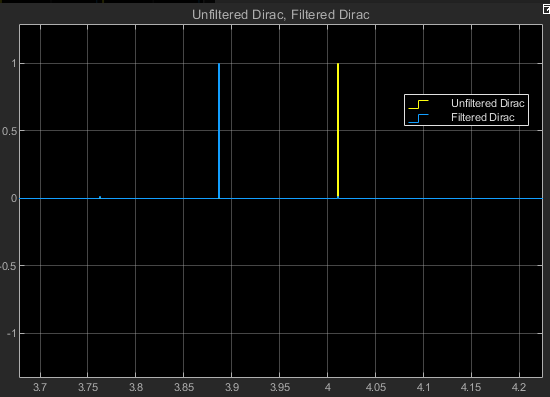 Unfiltered Dirac, Filtered Dirac
1
Unfiltered Dirac
Filtered Dirac
0.5
0
-0.5
-1
3.7 3.75 3.8 3.85 3.9 3.95 4 4.05 4.1 4.15 4.2